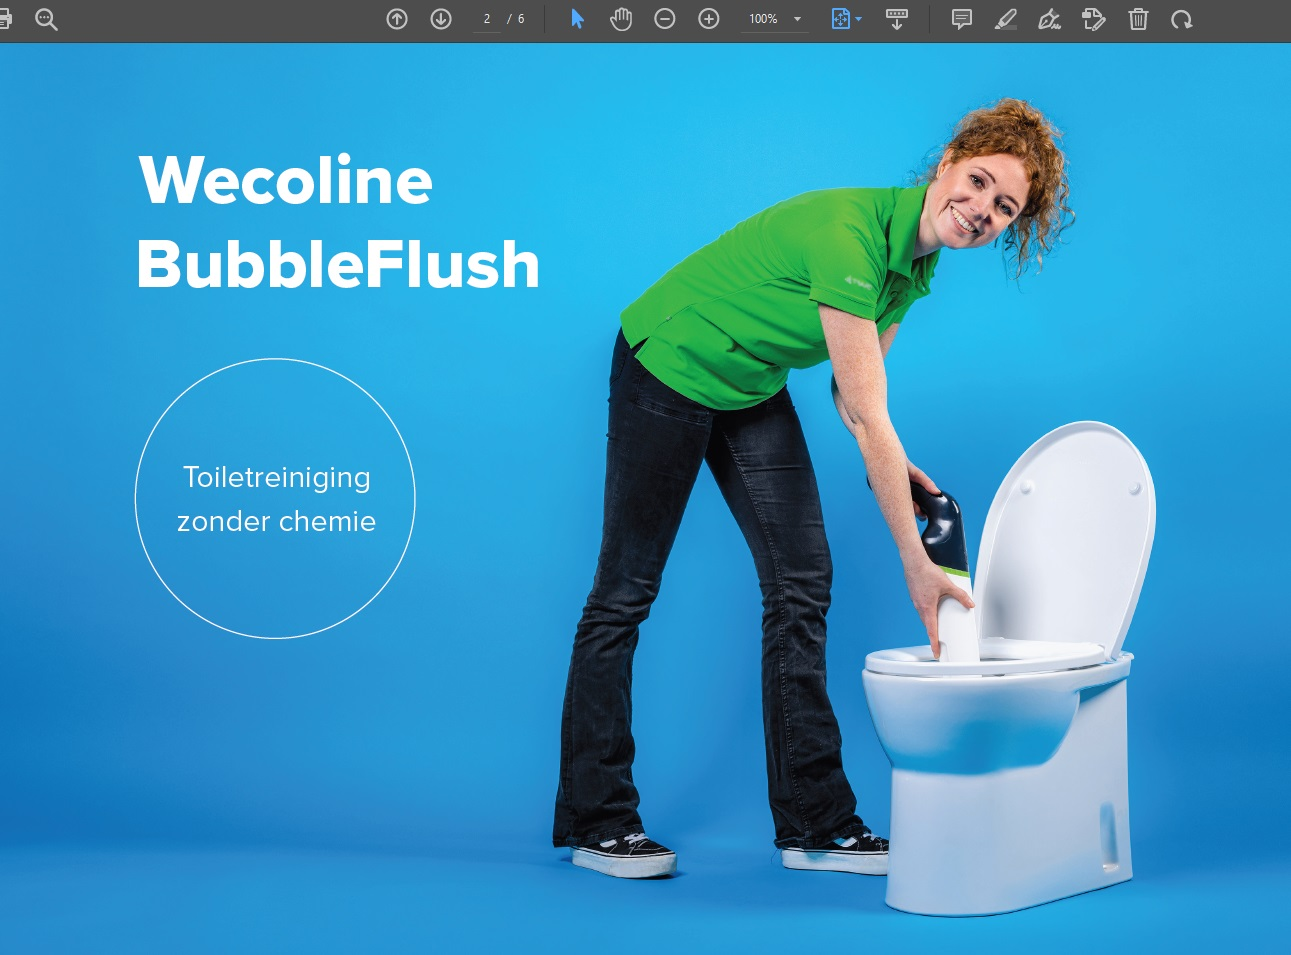 2 / 6
100%
Wecoline
BubbleFlush
Toiletreiniging
zonder chemie